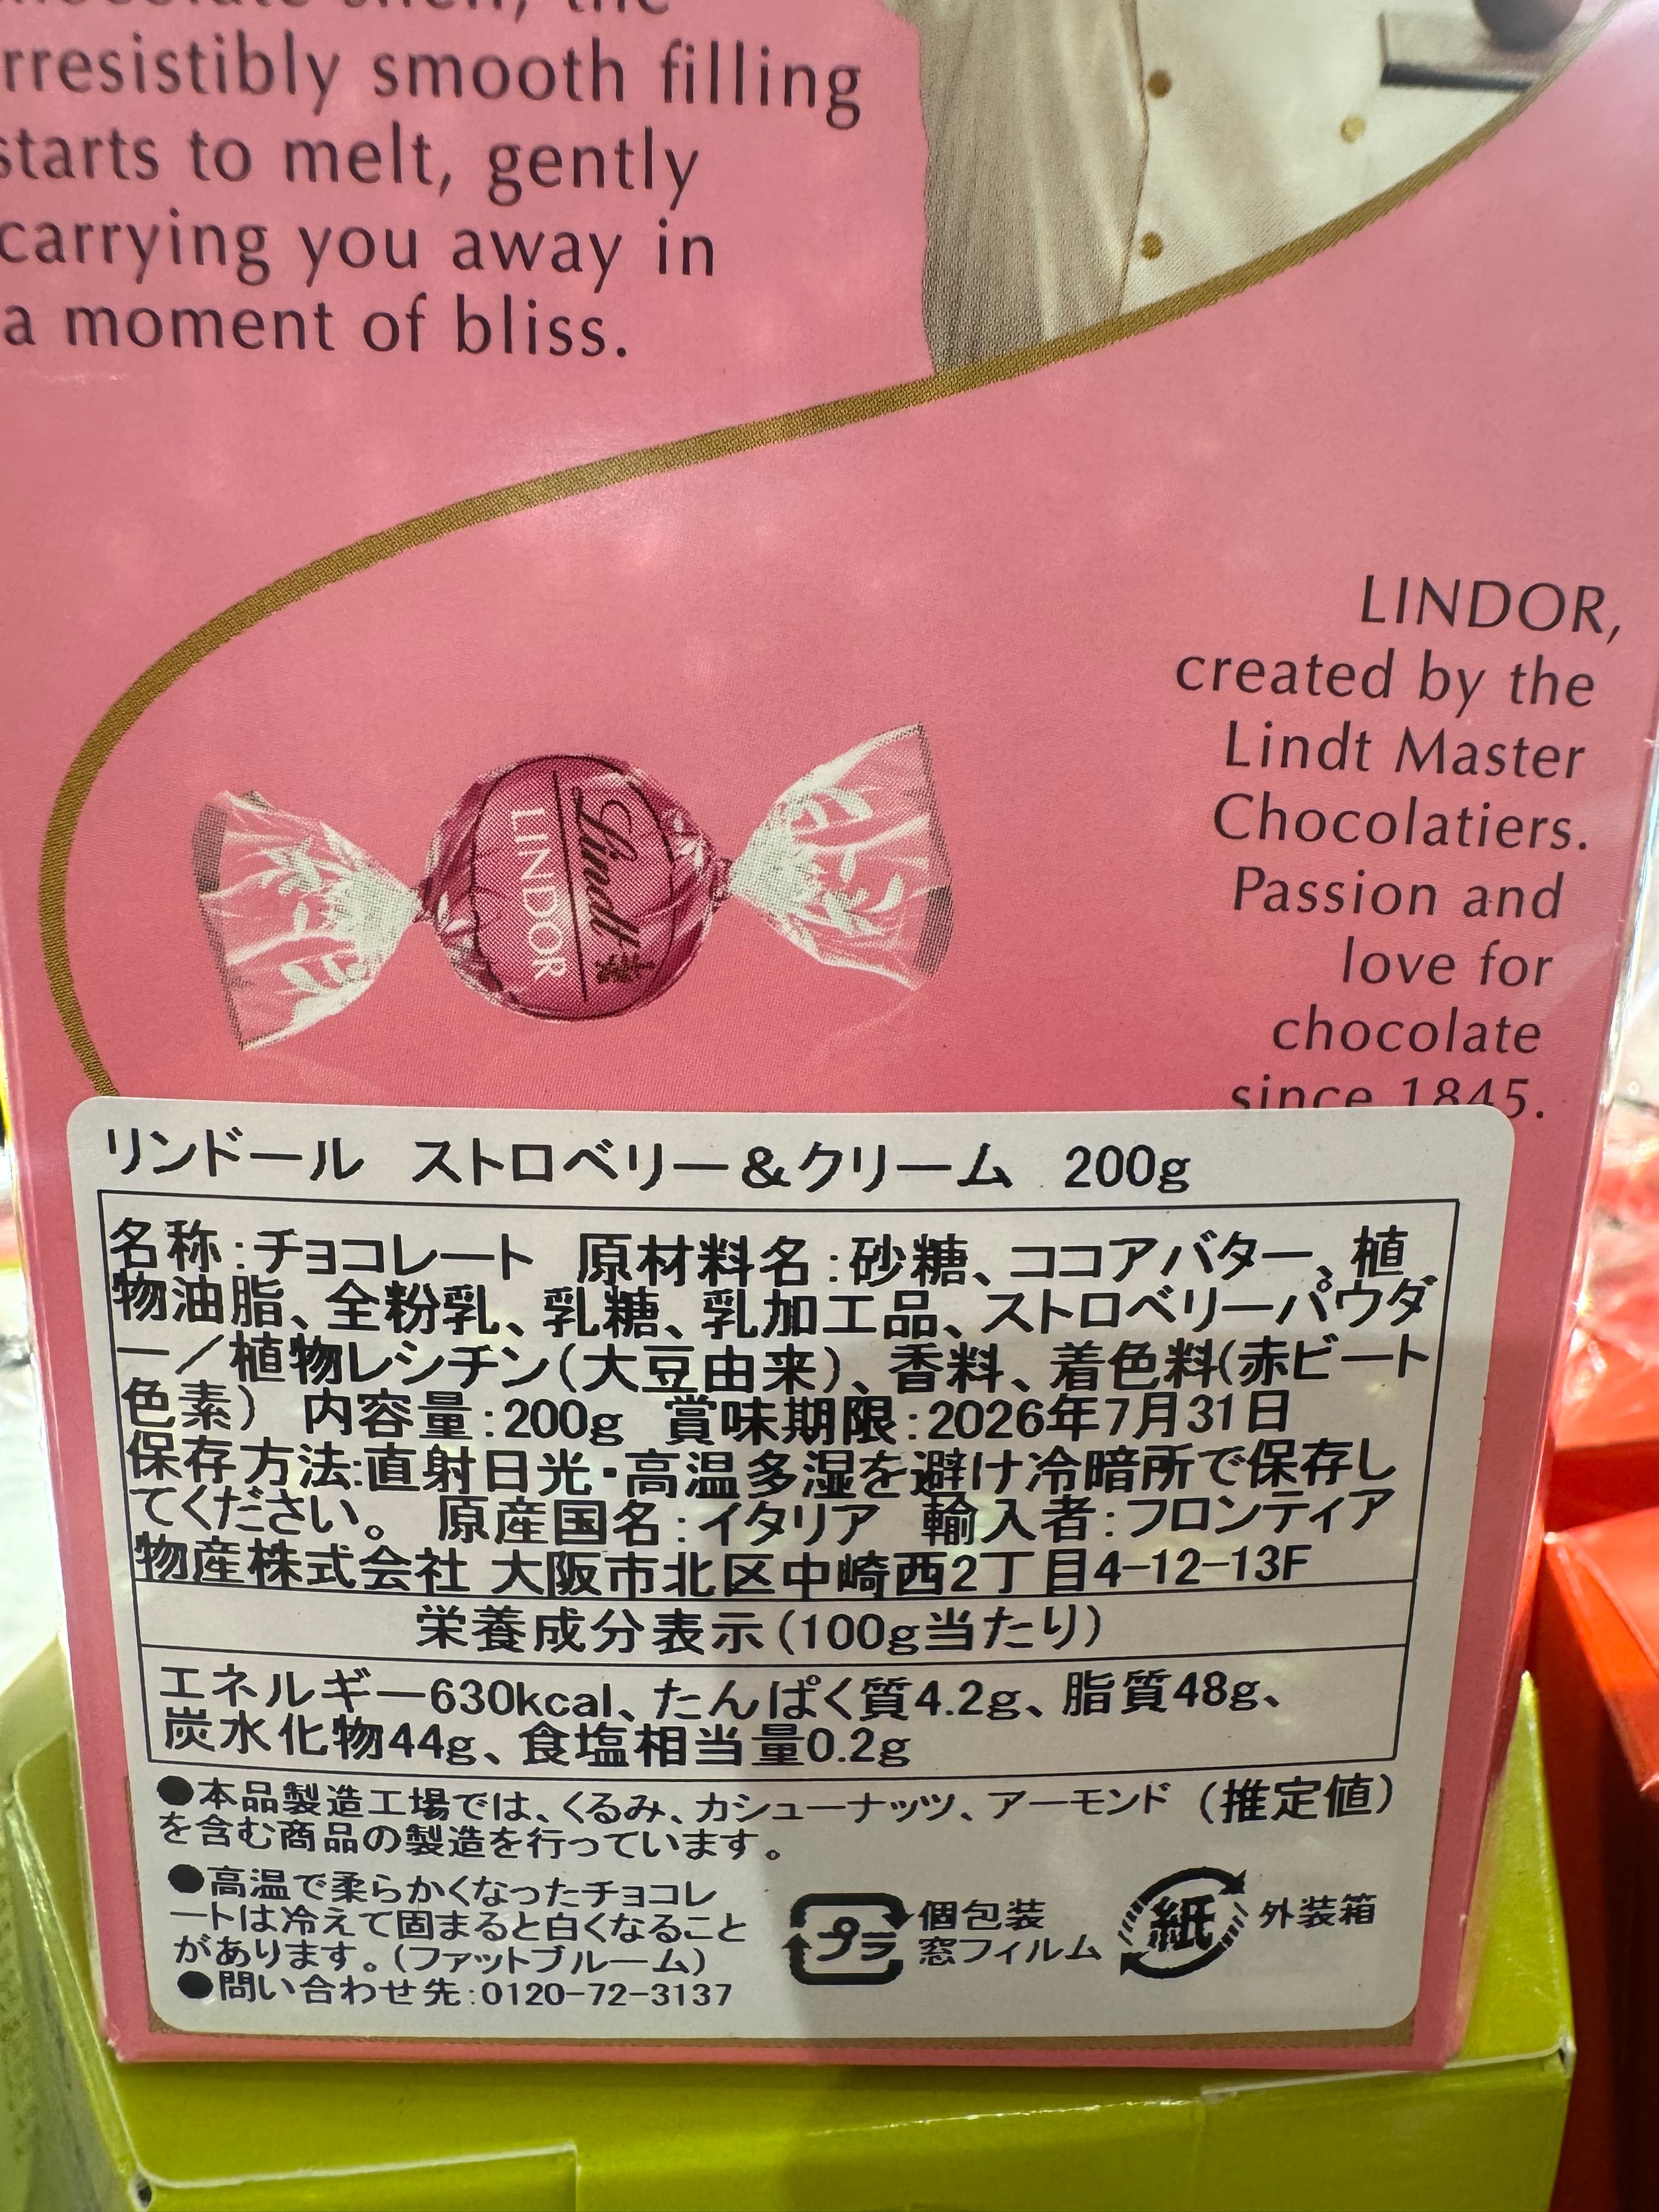 rresistibly smooth filling
starts to melt, gently
carrying you away in
a moment of bliss.
LINDOR,
created by the
Lindt Master
Chocolatiers.
Passion and
love for
chocolate
since 1845.
Lindt
LINDOR
リンドール ストロベリー&クリーム 200g
名称:チョコレート 原材料名:砂糖、ココアバター、植
物油脂、全粉乳、乳糖、乳加工品、ストロベリーパウダ
ー/植物レシチン(大豆由来)、香料、着色料(赤ビート
色素) 内容量:200g 賞味期限:2026年7月31日
保存方法:直射日光・高温多湿を避け冷暗所で保存し
てください。 原産国名:イタリア 輸入者:フロンティア
物産株式会社 大阪市北区中崎西2丁目4-12-13F
栄養成分表示(100g当たり)
エネルギー630kcal、たんぱく質4.2g、脂質48g、
炭水化物44g、食塩相当量0.2g
(推定値)
●本品製造工場では、くるみ、カシューナッツ、アーモンド
を含む商品の製造を行っています。
●高温で柔らかくなったチョコレ
ートは冷えて固まると白くなること
があります。(ファットブルーム)
●問い合わせ先:0120-72-3137
プラ
個包装
窓フィルム
紙
外装箱